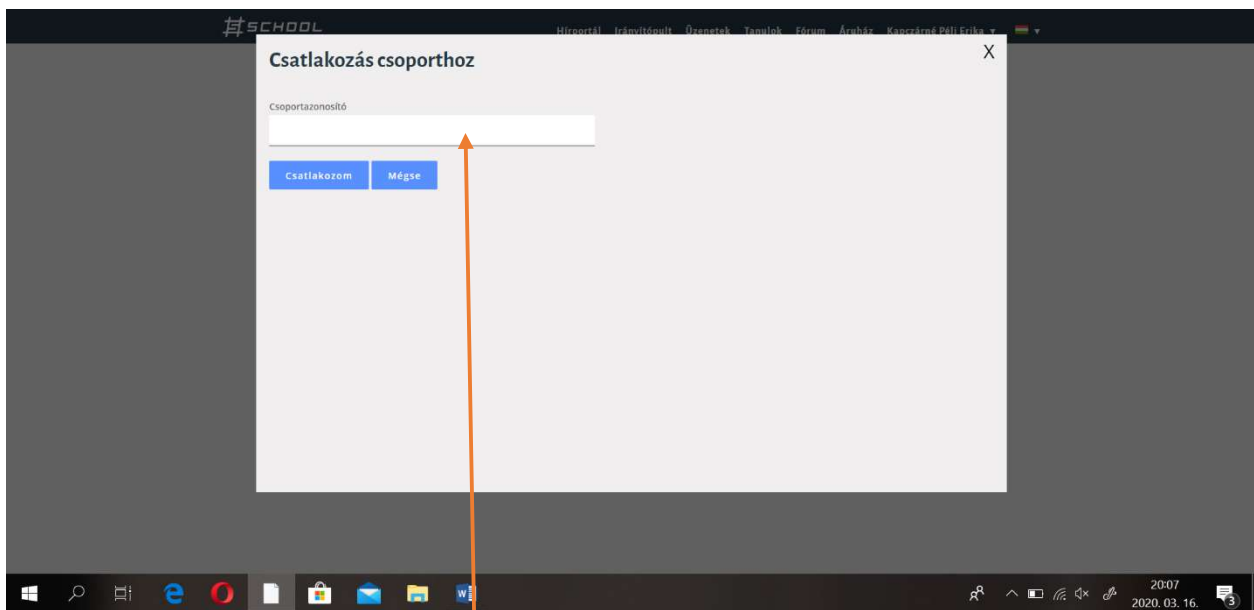 #SCHOOL
Hírportál Irányítópult Üzenetek Tanulok Fórum Áruház Kapczárné Péli Erika
Csatlakozás csoporthoz
X
Csoportazonosító
Csatlakozom Mégse
20:07
2020. 03. 16.
3